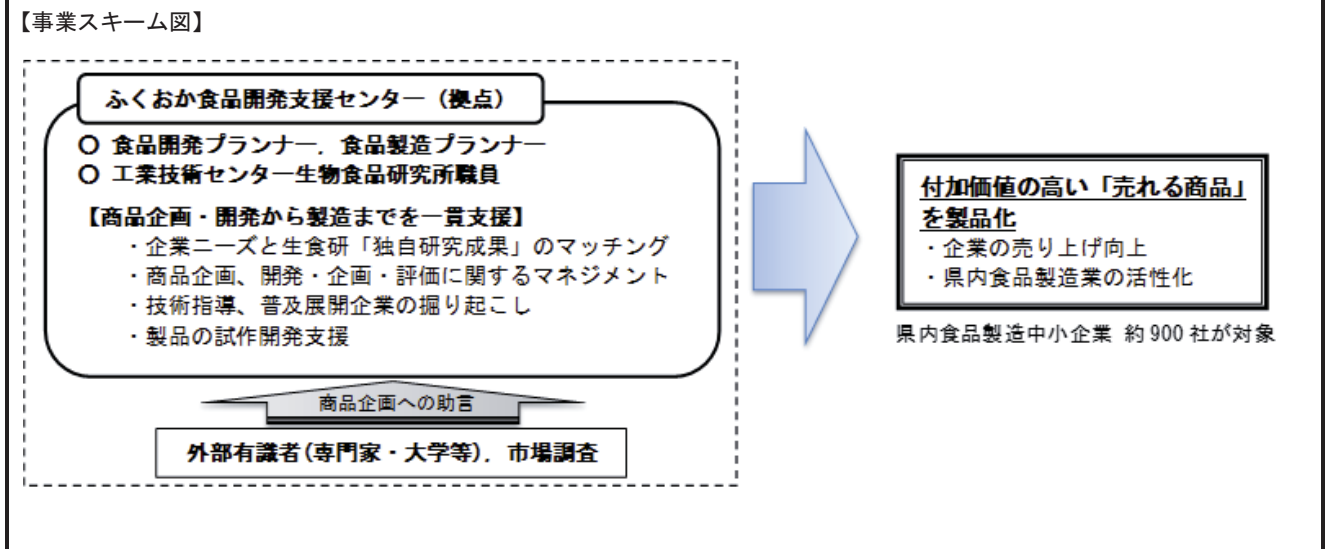 【事業スキーム図】
ふくおか食品開発支援センター（拠点）
〇 食品開発プランナー，食品製造プランナー
〇 工業技術センター生物食品研究所職員
【商品企画・開発から製造までを一貫支援】
・企業ニーズと生食研「独自研究成果」のマッチング
・商品企画、開発・企画・評価に関するマネジメント
・技術指導、普及展開企業の掘り起こし
・製品の試作開発支援
商品企画への助言
外部有識者(専門家・大学等)，市場調査
付加価値の高い「売れる商品」
を製品化
・企業の売り上げ向上
・県内食品製造業の活性化
県内食品製造中小企業 約900社が対象